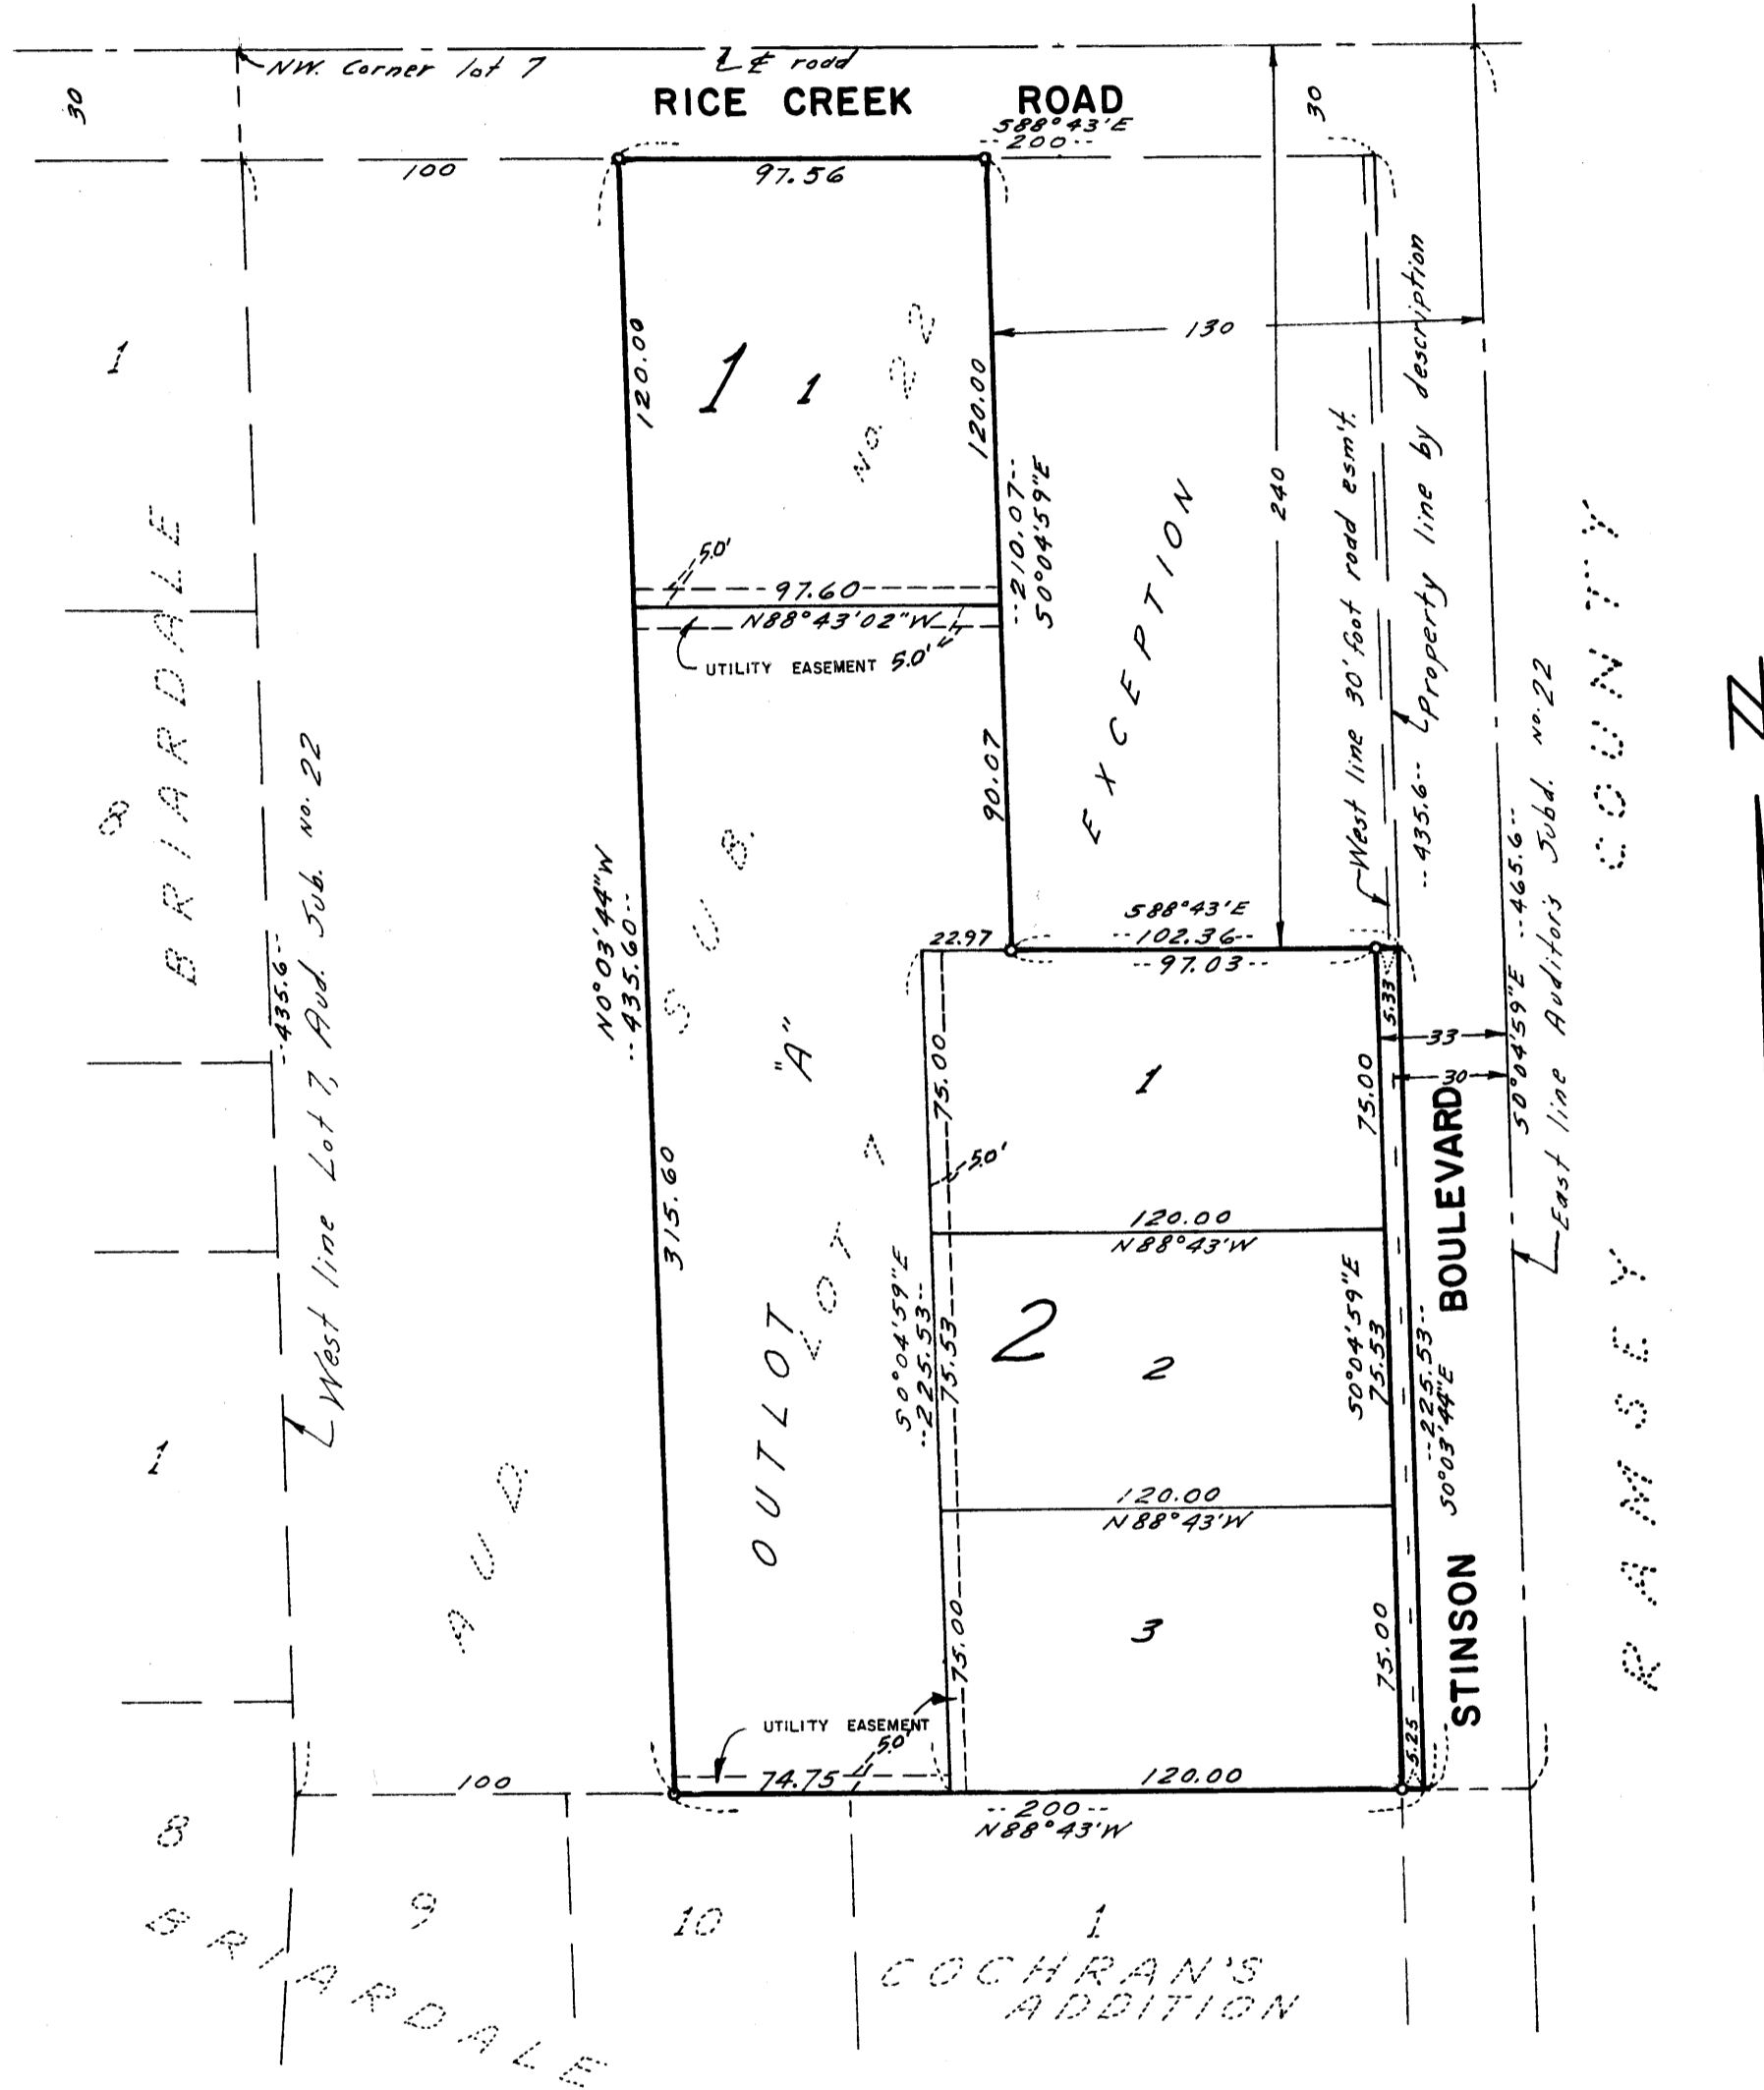 NW. Corner lot 7
℄ road
30
RICE CREEK ROAD
30
S88°43'E
--200--
100
97.56
1
120.00
1
1
No. 22
120.00
130
240
--210.07--
S0°04'59"E
EXCEPTION
West line 30' foot road esm't.
Property line by description
--435.6--
5.0'
97.60
N88°43'02"W
UTILITY EASEMENT 5.0'
BRIARDALE
8
--435.6--
West line Lot 7, Aud. Sub. No. 22
N0°03'44"W
--435.60--
SUB.
90.07
S88°43'E
22.97
--102.36--
--97.03--
5.33
33
30
S0°04'59"E --465.6--
East line Auditor's Subd. No. 22
COUNTY
RAMSEY
Z
"A"
OUTLOT
LOT 7
AUD.
315.60
75.00
1
75.00
5.0'
120.00
N88°43'W
S0°04'59"E
--225.53--
75.53
2
2
S0°04'59"E
75.53
--225.53--
S0°03'44"E
STINSON BOULEVARD
120.00
N88°43'W
1
75.00
3
75.00
UTILITY EASEMENT
5.0'
5.25
100
74.75
120.00
--200--
N88°43'W
8
9
10
1
BRIARDALE
COCHRAN'S
ADDITION